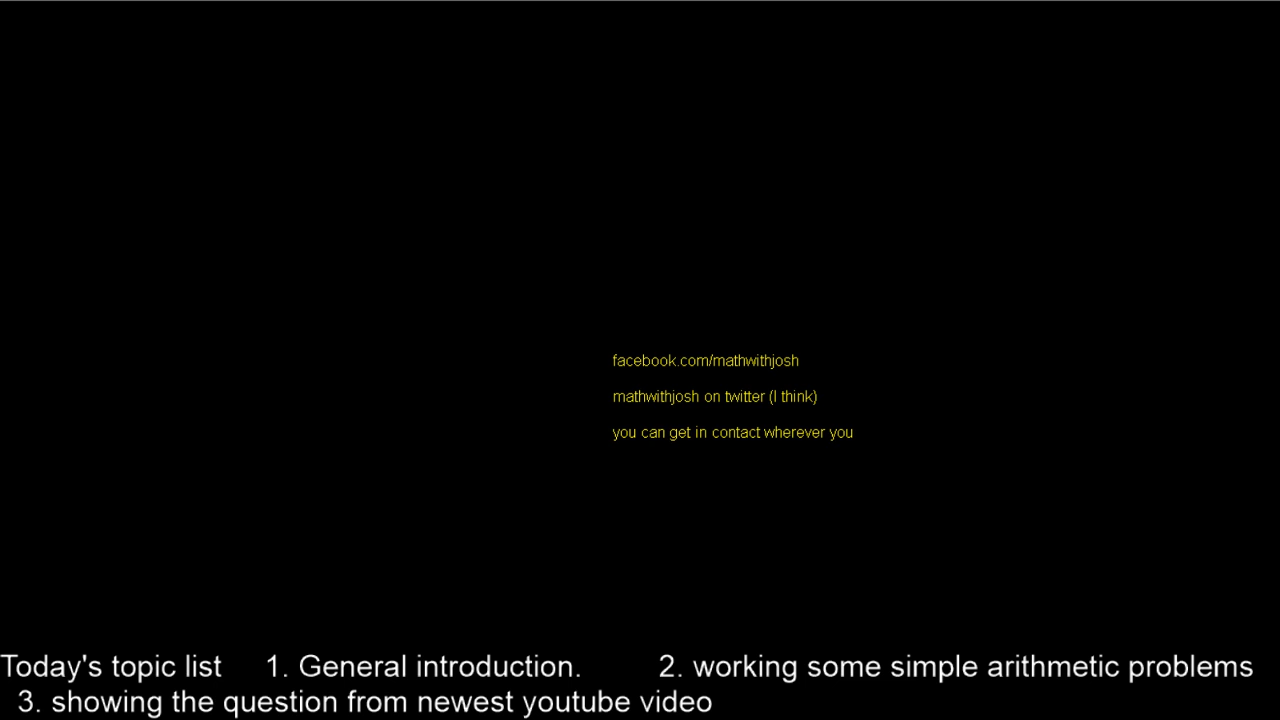 facebook.com/mathwithjosh
mathwithjosh on twitter (I think)
you can get in contact wherever you
Today's topic list 1. General introduction. 2. working some simple arithmetic problems
3. showing the question from newest youtube video